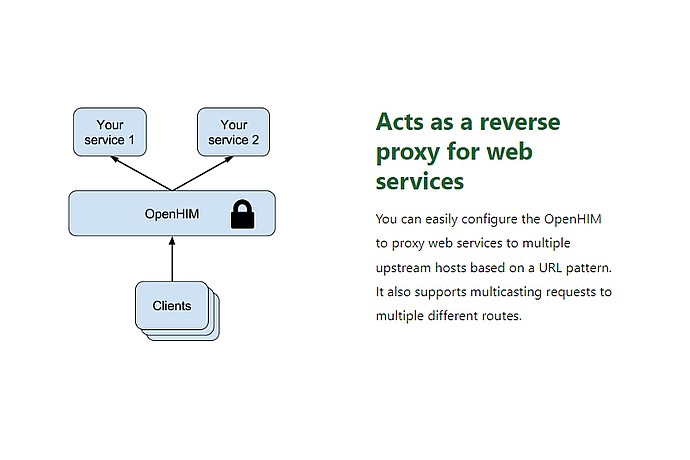 Your
service 1
Your
service 2
OpenHIM
Clients
Acts as a reverse
proxy for web
services
You can easily configure the OpenHIM
to proxy web services to multiple
upstream hosts based on a URL pattern.
It also supports multicasting requests to
multiple different routes.